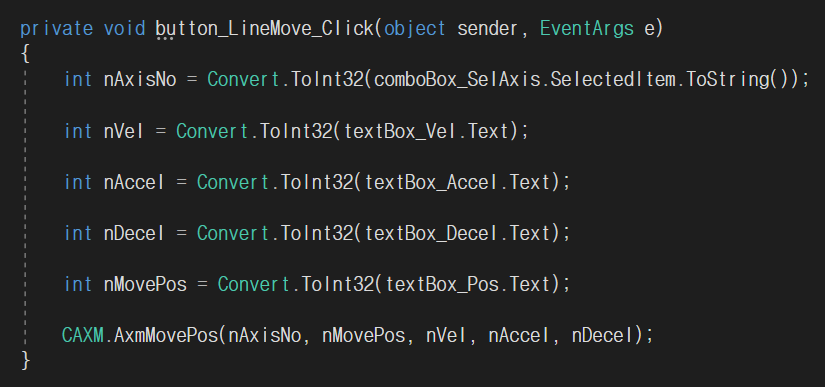 private void button_LineMove_Click(object sender, EventArgs e)
{
int nAxisNo = Convert.ToInt32(comboBox_SelAxis.SelectedItem.ToString());
int nVel = Convert.ToInt32(textBox_Vel.Text);
int nAccel = Convert.ToInt32(textBox_Accel.Text);
int nDecel = Convert.ToInt32(textBox_Decel.Text);
int nMovePos = Convert.ToInt32(textBox_Pos.Text);
CAXM.AxmMovePos(nAxisNo, nMovePos, nVel, nAccel, nDecel);
}